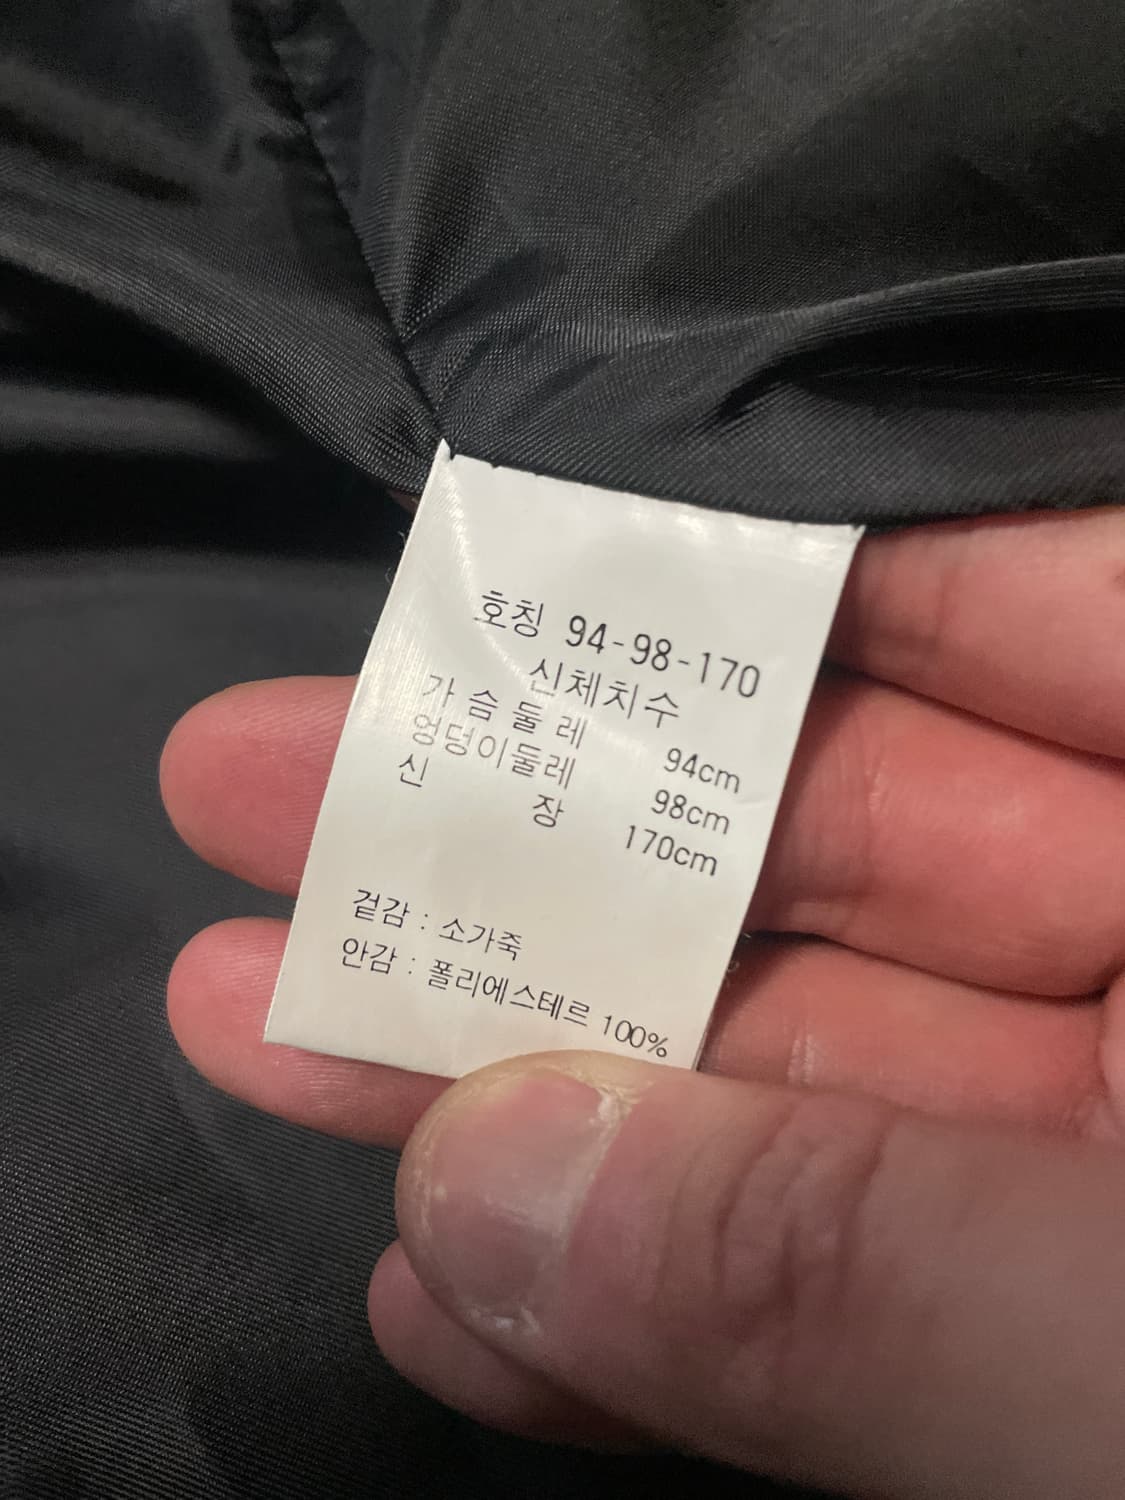 호칭 94-98-170
신체치수
가슴둘레 94cm
엉덩이둘레 98cm
신장 170cm
겉감 : 소가죽
안감 : 폴리에스테르 100%